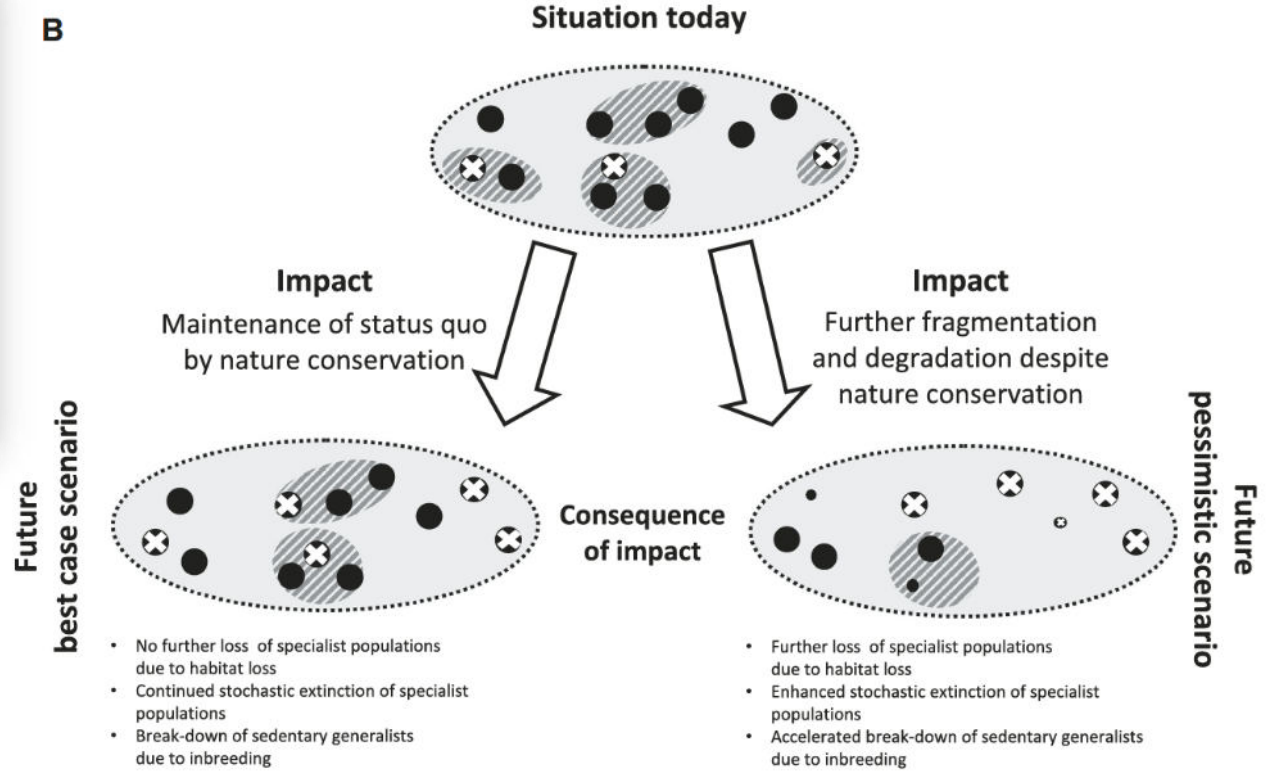 B
Situation today
Impact
Maintenance of status quo
by nature conservation
Impact
Further fragmentation
and degradation despite
nature conservation
Future
best case scenario
Consequence
of impact
Future
pessimistic scenario
• No further loss of specialist populations
due to habitat loss
• Continued stochastic extinction of specialist
populations
• Break-down of sedentary generalists
due to inbreeding
• Further loss of specialist populations
due to habitat loss
• Enhanced stochastic extinction of specialist
populations
• Accelerated break-down of sedentary generalists
due to inbreeding